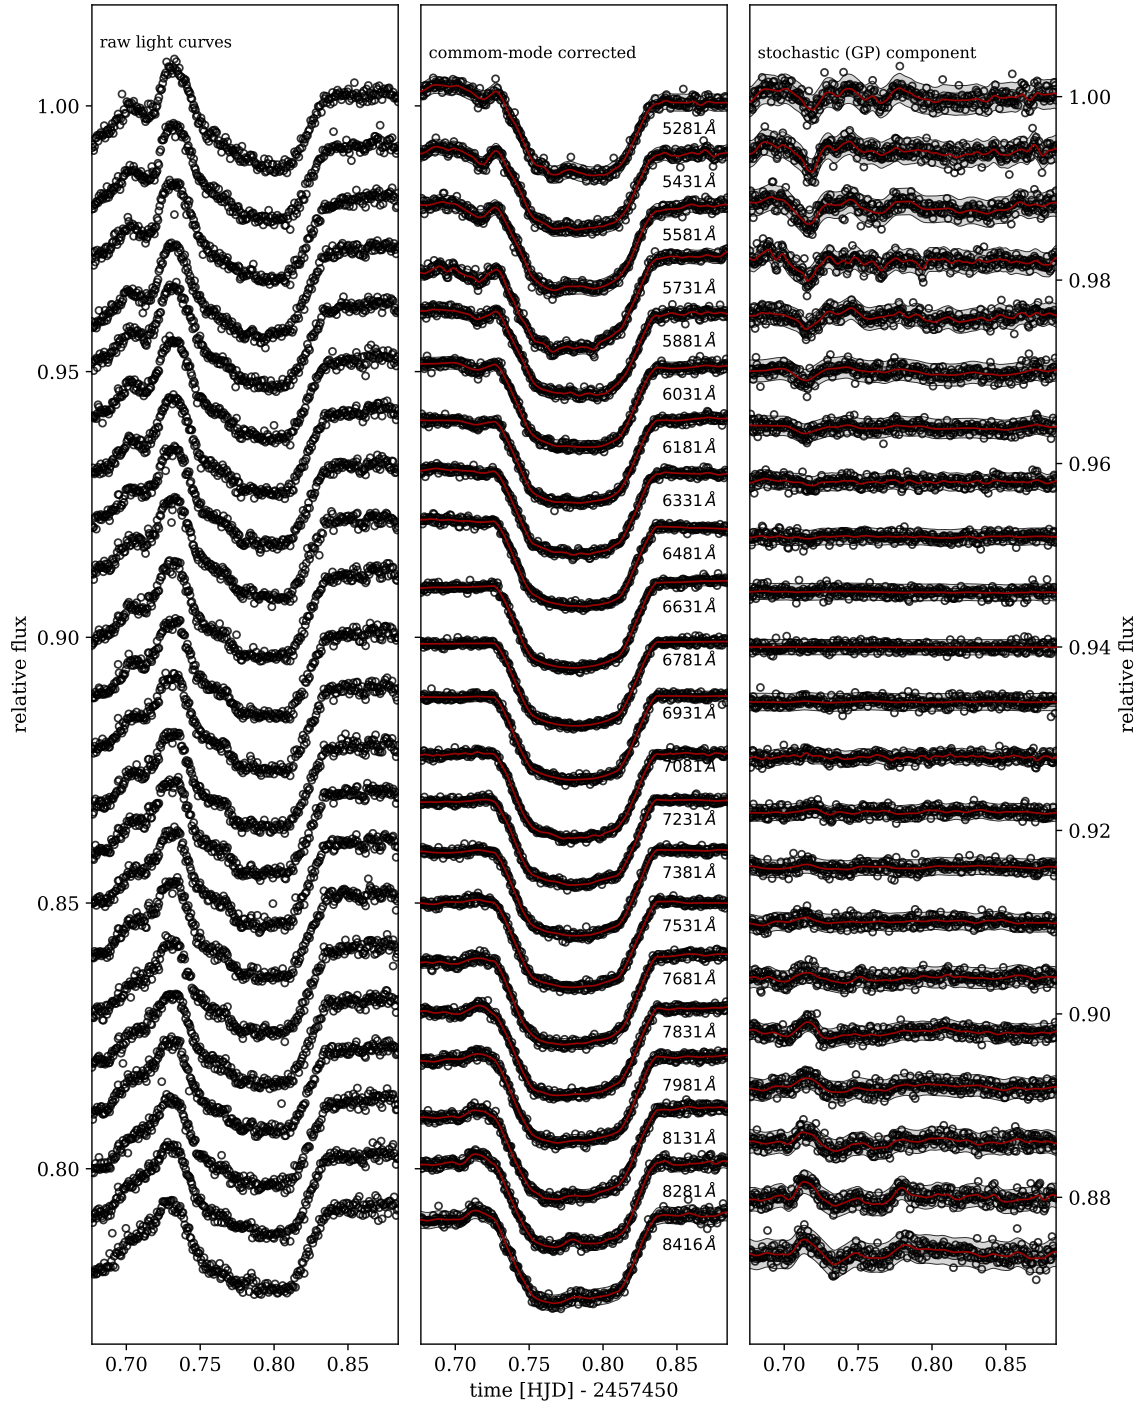 raw light curves
commom-mode corrected
stochastic (GP) component
1.00
0.95
0.90
0.85
0.80
relative flux
5281Å
5431Å
5581Å
5731Å
5881Å
6031Å
6181Å
6331Å
6481Å
6631Å
6781Å
6931Å
7081Å
7231Å
7381Å
7531Å
7681Å
7831Å
7981Å
8131Å
8281Å
8416Å
1.00
0.98
0.96
0.94
0.92
0.90
0.88
relative flux
0.70 0.75 0.80 0.85
0.70 0.75 0.80 0.85
0.70 0.75 0.80 0.85
time [HJD] - 2457450